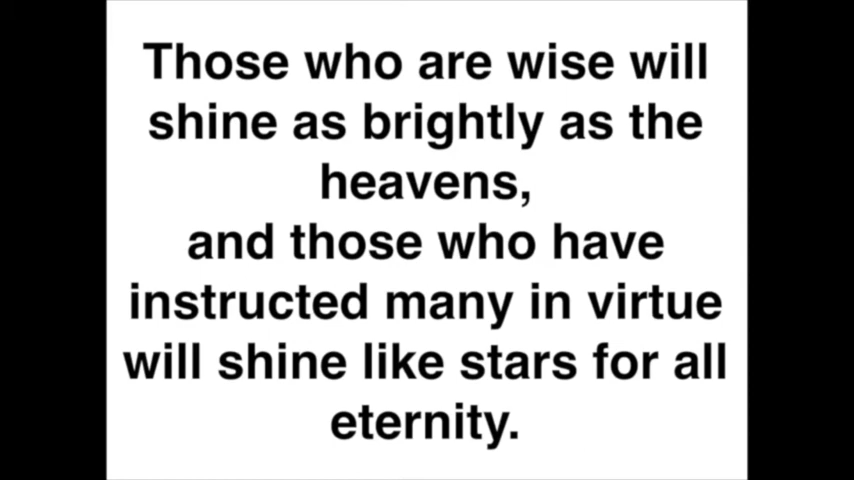 Those who are wise will
shine as brightly as the
heavens,
and those who have
instructed many in virtue
will shine like stars for all
eternity.